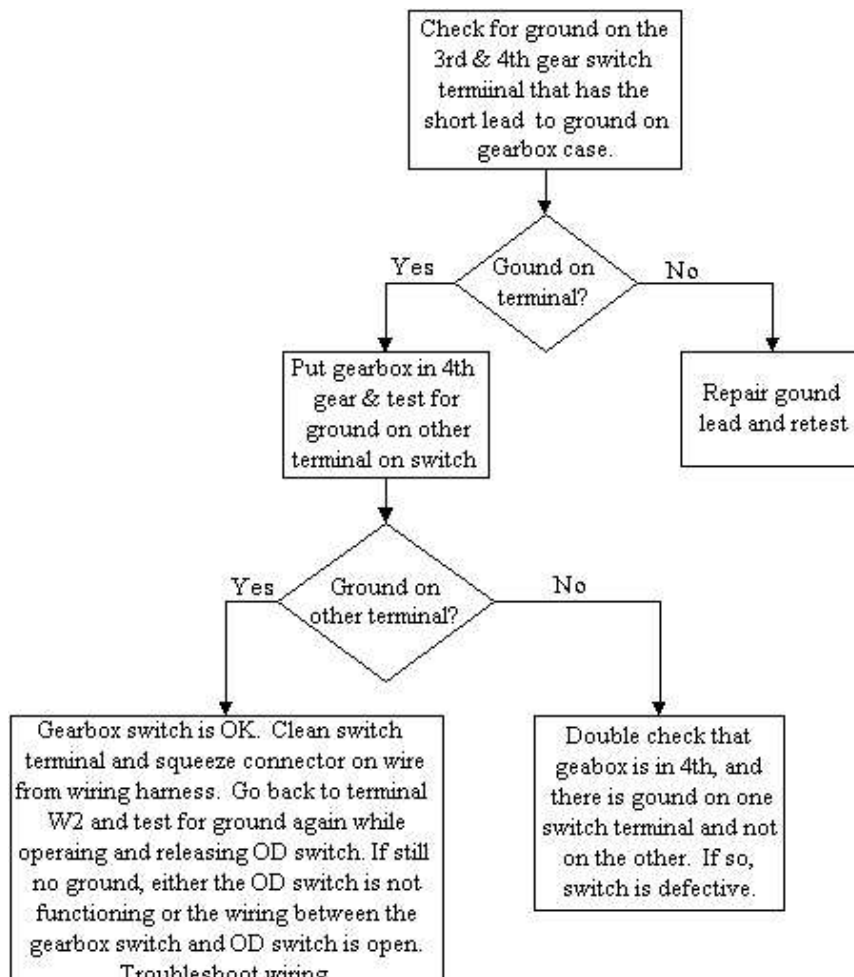 Check for ground on the
3rd & 4th gear switch
termiinal that has the
short lead to ground on
gearbox case.
Yes
Gound on
terminal?
No
Put gearbox in 4th
gear & test for
ground on other
terminal on switch
Repair gound
lead and retest
Yes
Ground on
other terminal?
No
Gearbox switch is OK. Clean switch
terminal and squeeze connector on wire
from wiring harness. Go back to terminal
W2 and test for ground again while
operaing and releasing OD switch. If still
no ground, either the OD switch is not
functioning or the wiring between the
gearbox switch and OD switch is open.
Troubleshoot wiring
Double check that
geabox is in 4th, and
there is gound on one
switch terminal and not
on the other. If so,
switch is defective.